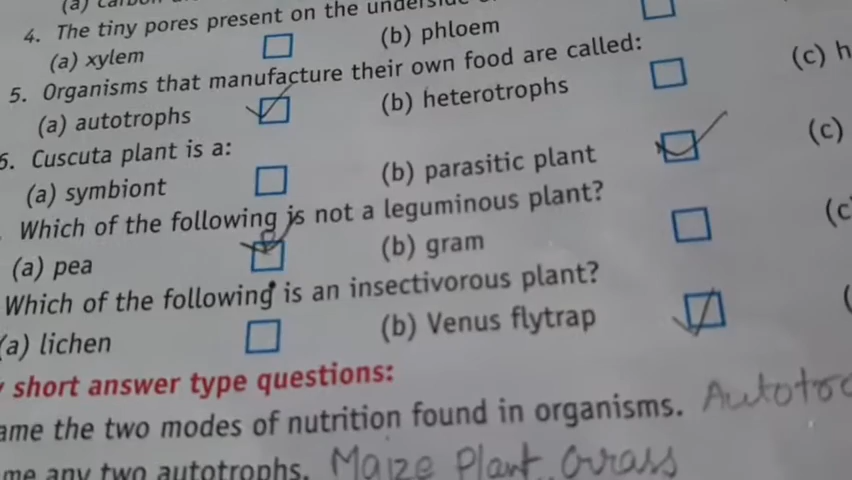 4. The tiny pores present on the underside
(a) xylem (b) phloem
5. Organisms that manufacture their own food are called:
(a) autotrophs (b) heterotrophs (c) h
6. Cuscuta plant is a:
(a) symbiont (b) parasitic plant (c)
Which of the following is not a leguminous plant?
(a) pea (b) gram (c
Which of the following is an insectivorous plant?
(a) lichen (b) Venus flytrap (
short answer type questions:
ame the two modes of nutrition found in organisms. Autotro
me any two autotrophs. Maize Plant, Grass